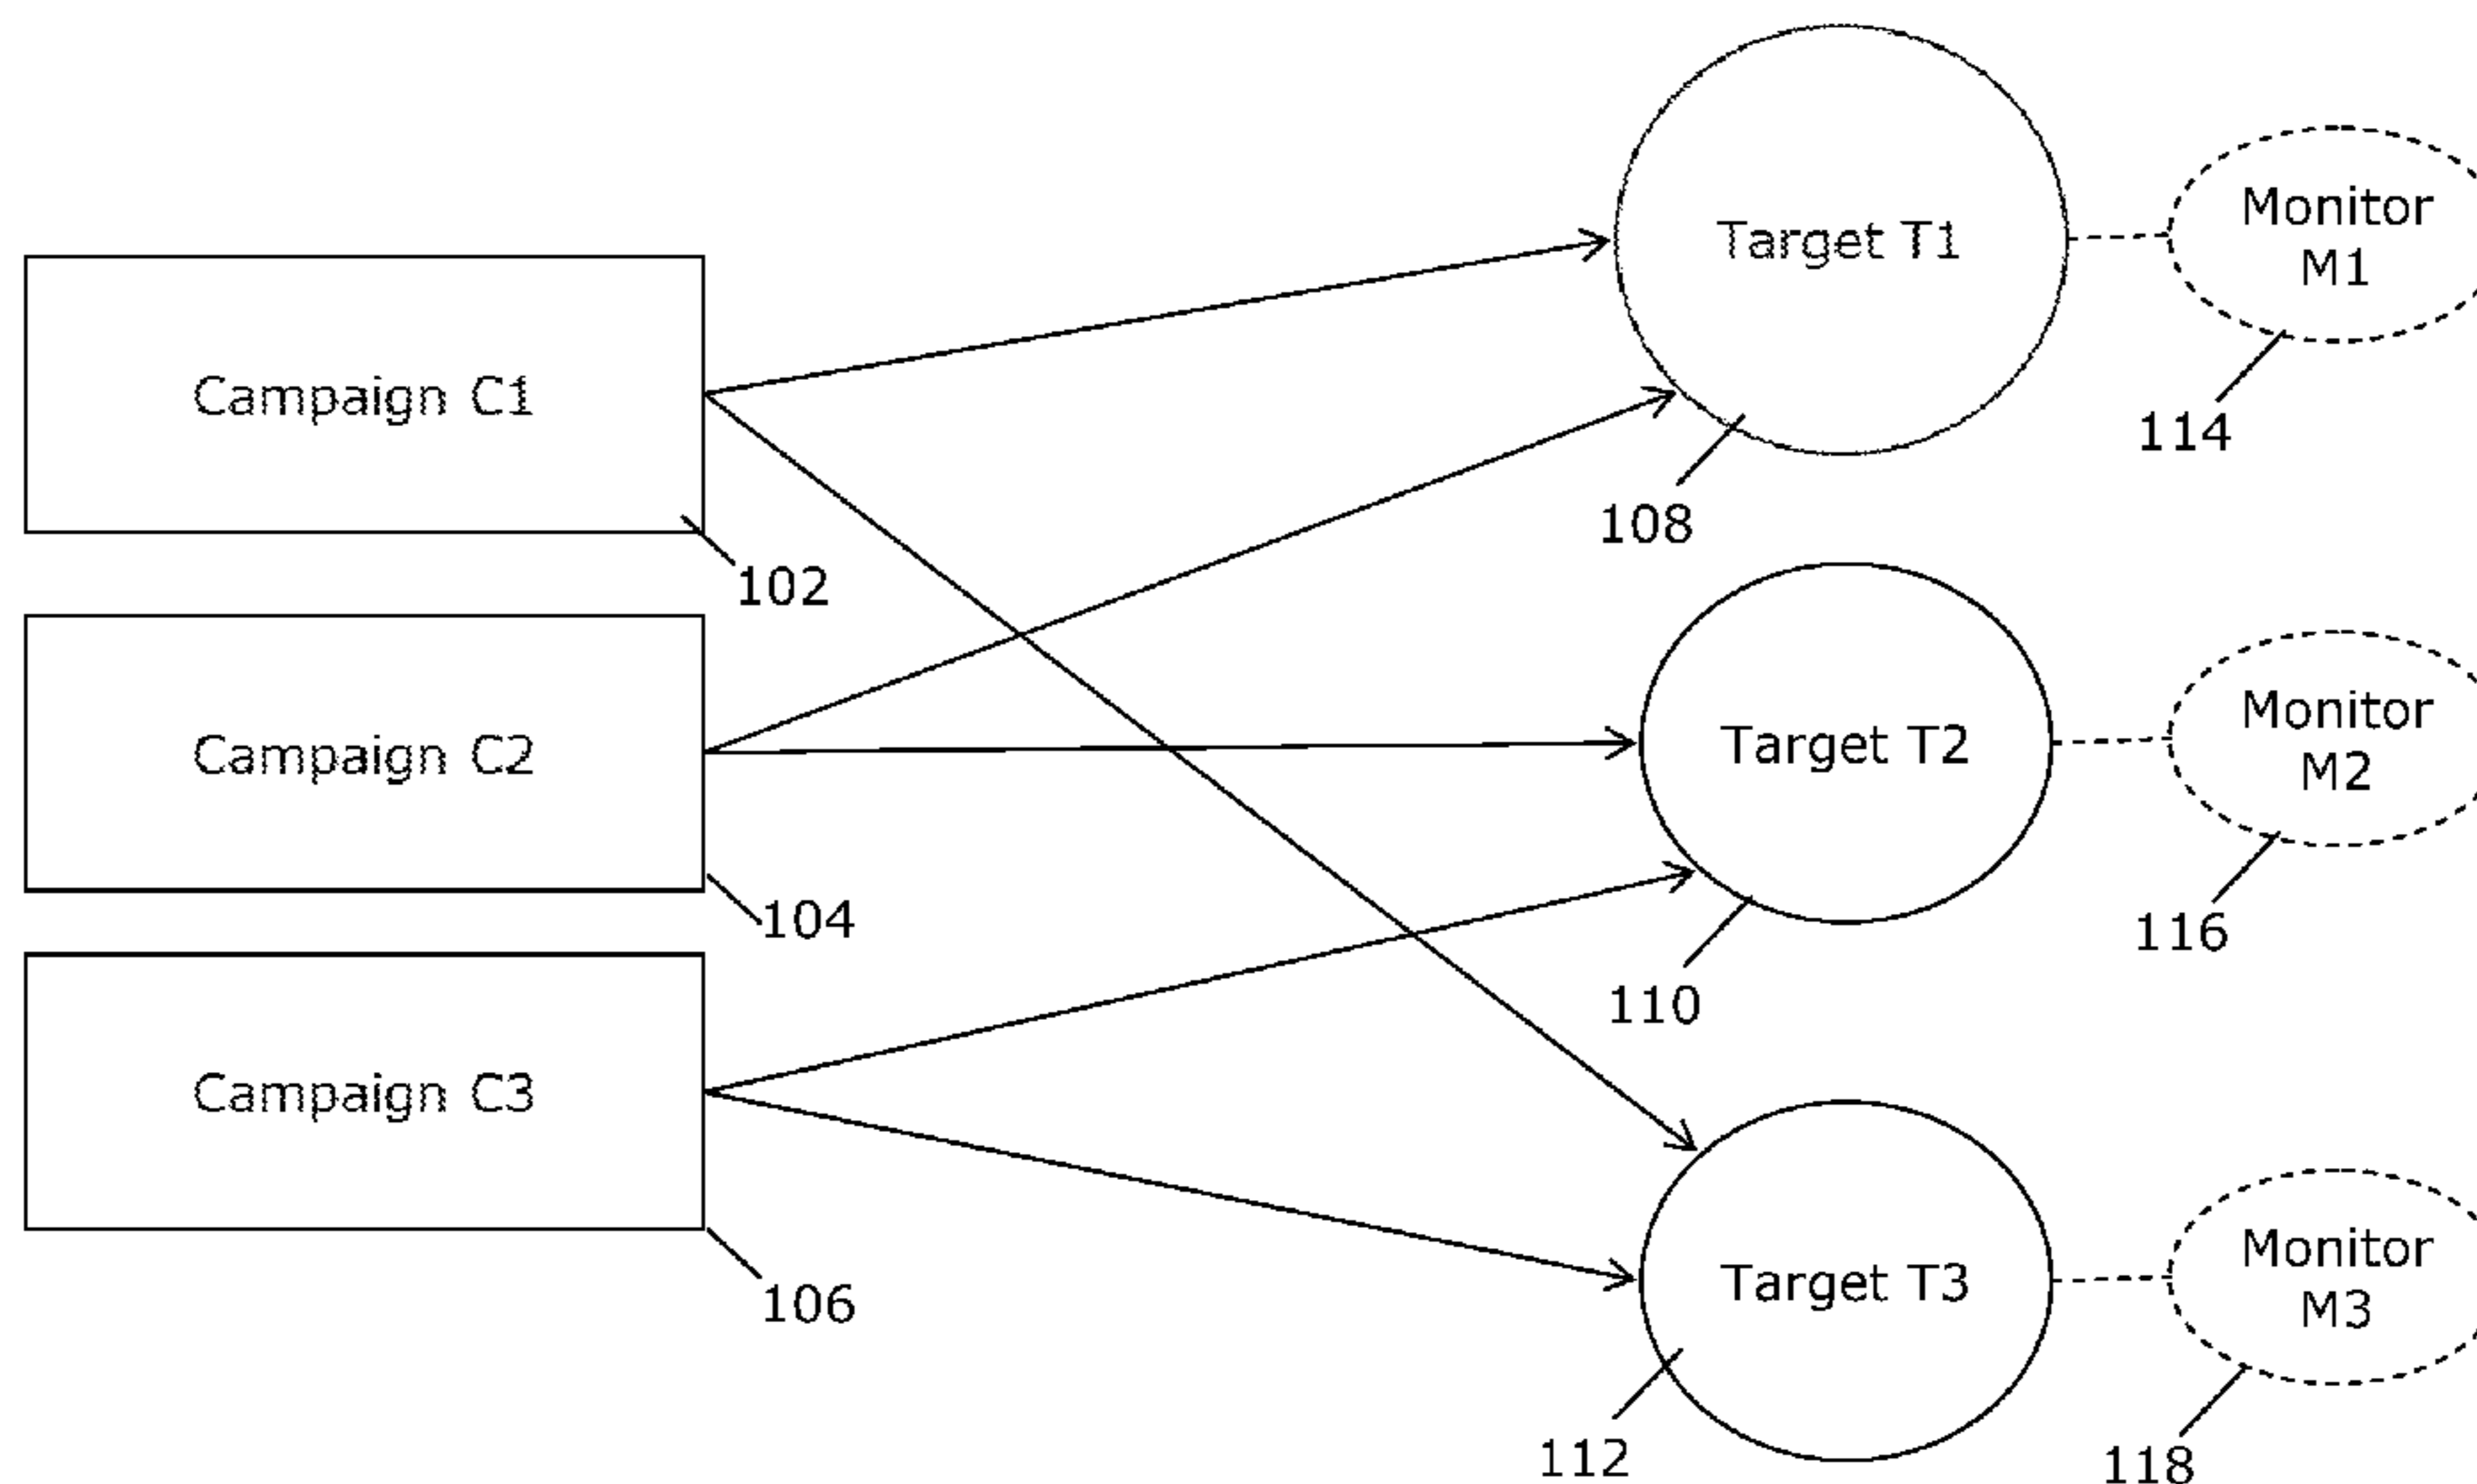 Target T1
Monitor
M1
Campaign C1
114
108
102
Monitor
M2
Target T2
Campaign C2
104
116
110
Campaign C3
Monitor
M3
Target T3
106
112
118